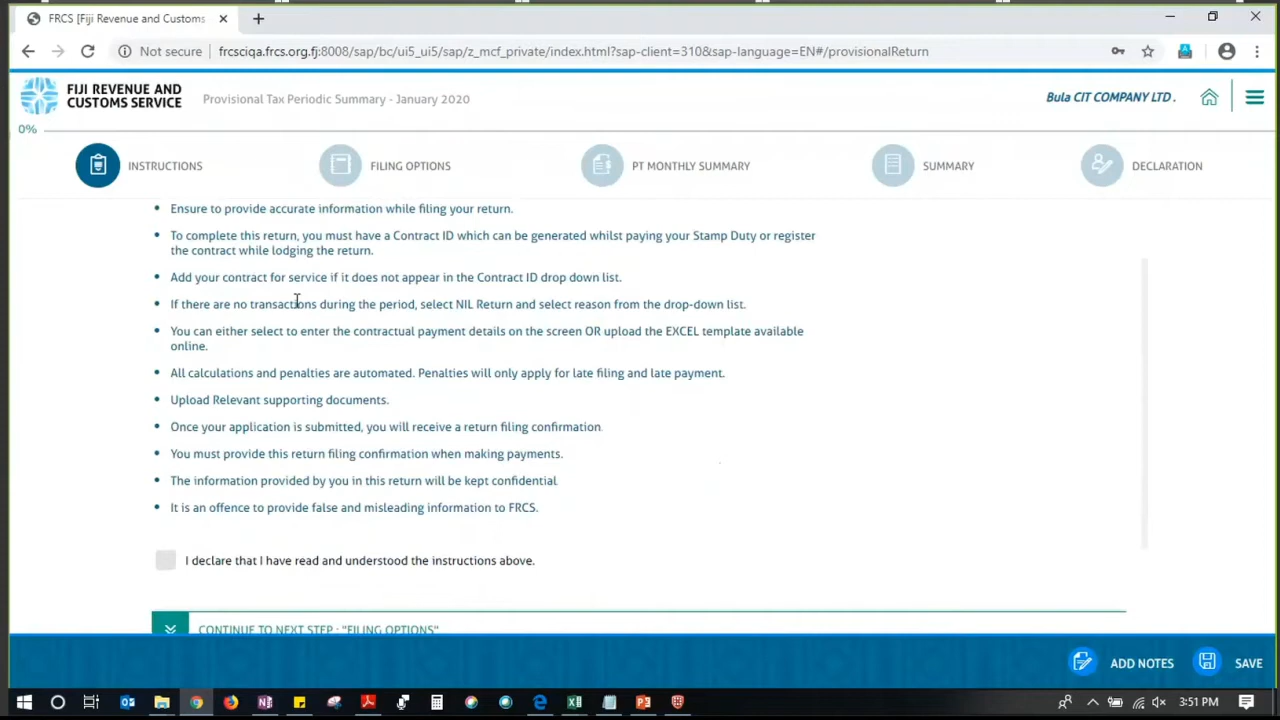 FRCS [Fiji Revenue and Customs
Not secure
frcsciqa.frcs.org.fj:8008/sap/bc/ui5_ui5/sap/z_mcf_private/index.html?sap-client=310&sap-language=EN#/provisionalReturn
FIJI REVENUE AND
CUSTOMS SERVICE
Provisional Tax Periodic Summary - January 2020
Bula CIT COMPANY LTD .
0%
INSTRUCTIONS
FILING OPTIONS
PT MONTHLY SUMMARY
SUMMARY
DECLARATION
• Ensure to provide accurate information while filing your return.
• To complete this return, you must have a Contract ID which can be generated whilst paying your Stamp Duty or register
the contract while lodging the return.
• Add your contract for service if it does not appear in the Contract ID drop down list.
• If there are no transactions during the period, select NIL Return and select reason from the drop-down list.
• You can either select to enter the contractual payment details on the screen OR upload the EXCEL template available
online.
• All calculations and penalties are automated. Penalties will only apply for late filing and late payment.
• Upload Relevant supporting documents.
• Once your application is submitted, you will receive a return filing confirmation.
• You must provide this return filing confirmation when making payments.
• The information provided by you in this return will be kept confidential
• It is an offence to provide false and misleading information to FRCS.
I declare that I have read and understood the instructions above.
CONTINUE TO NEXT STEP : "FILING OPTIONS"
ADD NOTES
SAVE
3:51 PM